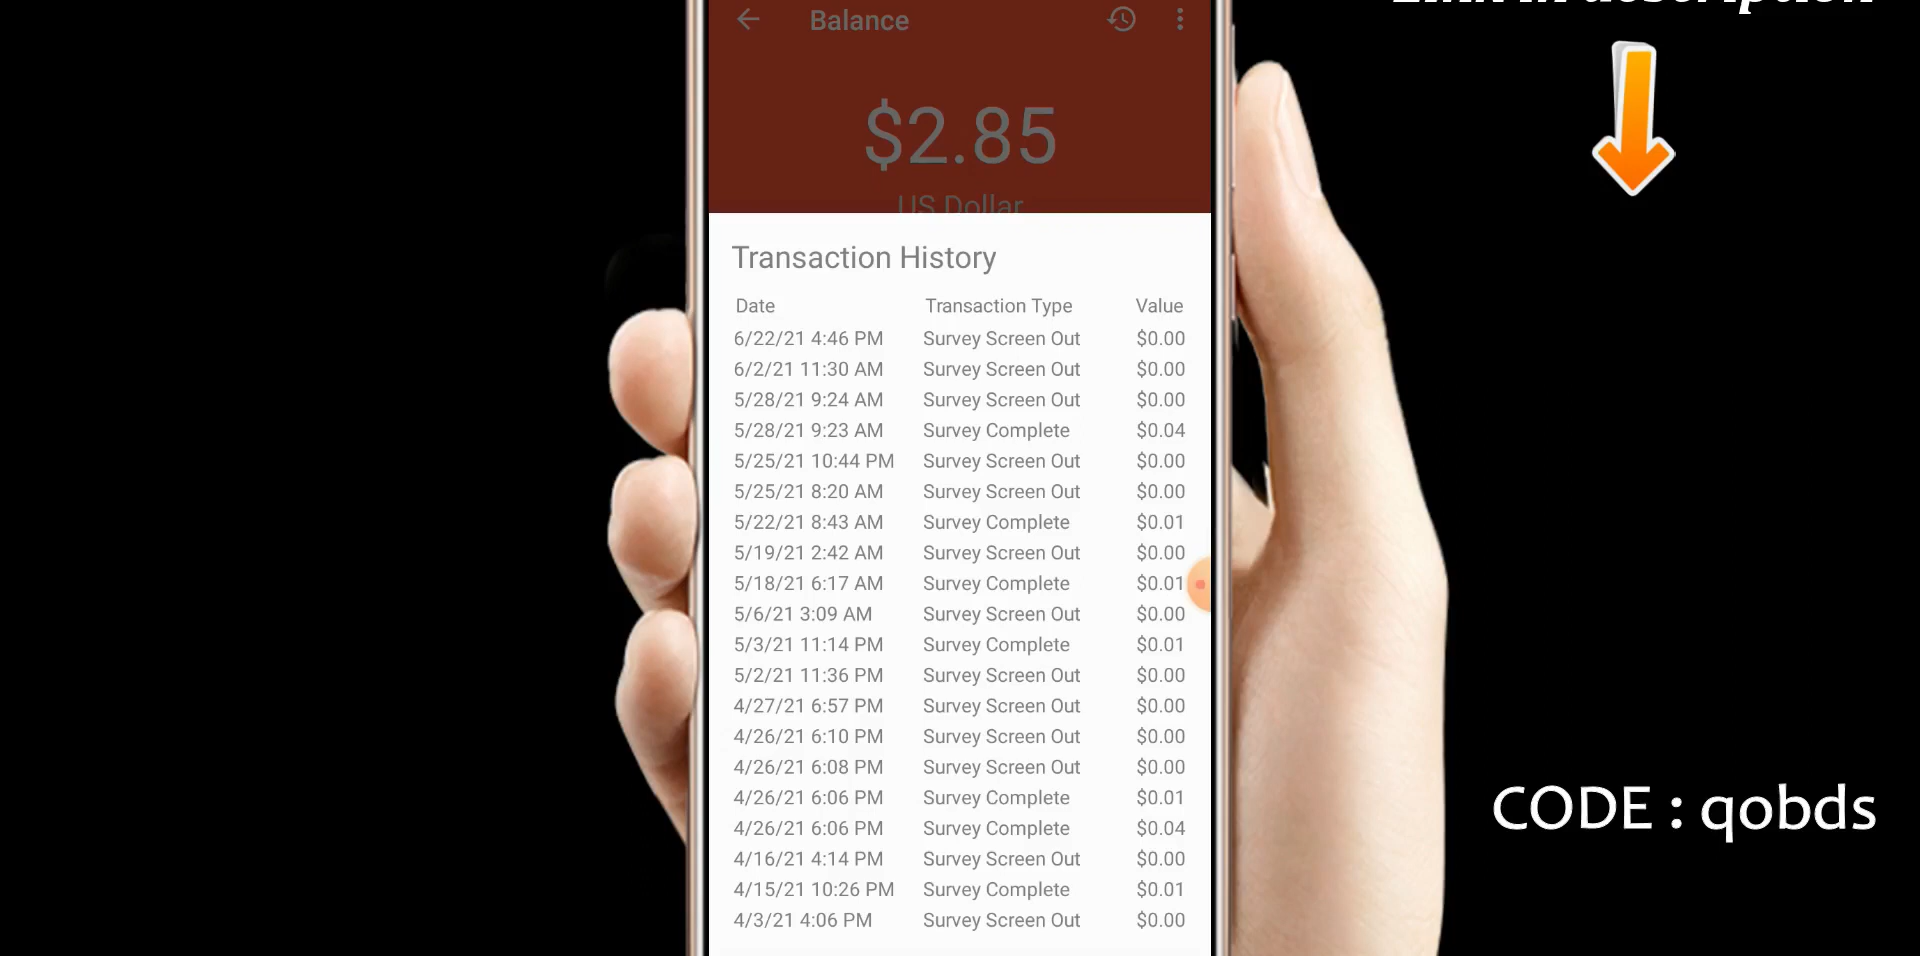 Balance
Link in description
$2.85
US Dollar
Transaction History
Date Transaction Type Value
6/22/21 4:46 PM Survey Screen Out $0.00
6/2/21 11:30 AM Survey Screen Out $0.00
5/28/21 9:24 AM Survey Screen Out $0.00
5/28/21 9:23 AM Survey Complete $0.04
5/25/21 10:44 PM Survey Screen Out $0.00
5/25/21 8:20 AM Survey Screen Out $0.00
5/22/21 8:43 AM Survey Complete $0.01
5/19/21 2:42 AM Survey Screen Out $0.00
5/18/21 6:17 AM Survey Complete $0.01
5/6/21 3:09 AM Survey Screen Out $0.00
5/3/21 11:14 PM Survey Complete $0.01
5/2/21 11:36 PM Survey Screen Out $0.00
4/27/21 6:57 PM Survey Screen Out $0.00
4/26/21 6:10 PM Survey Screen Out $0.00
4/26/21 6:08 PM Survey Screen Out $0.00
4/26/21 6:06 PM Survey Complete $0.01
4/26/21 6:06 PM Survey Complete $0.04
4/16/21 4:14 PM Survey Screen Out $0.00
4/15/21 10:26 PM Survey Complete $0.01
4/3/21 4:06 PM Survey Screen Out $0.00
CODE : qobds